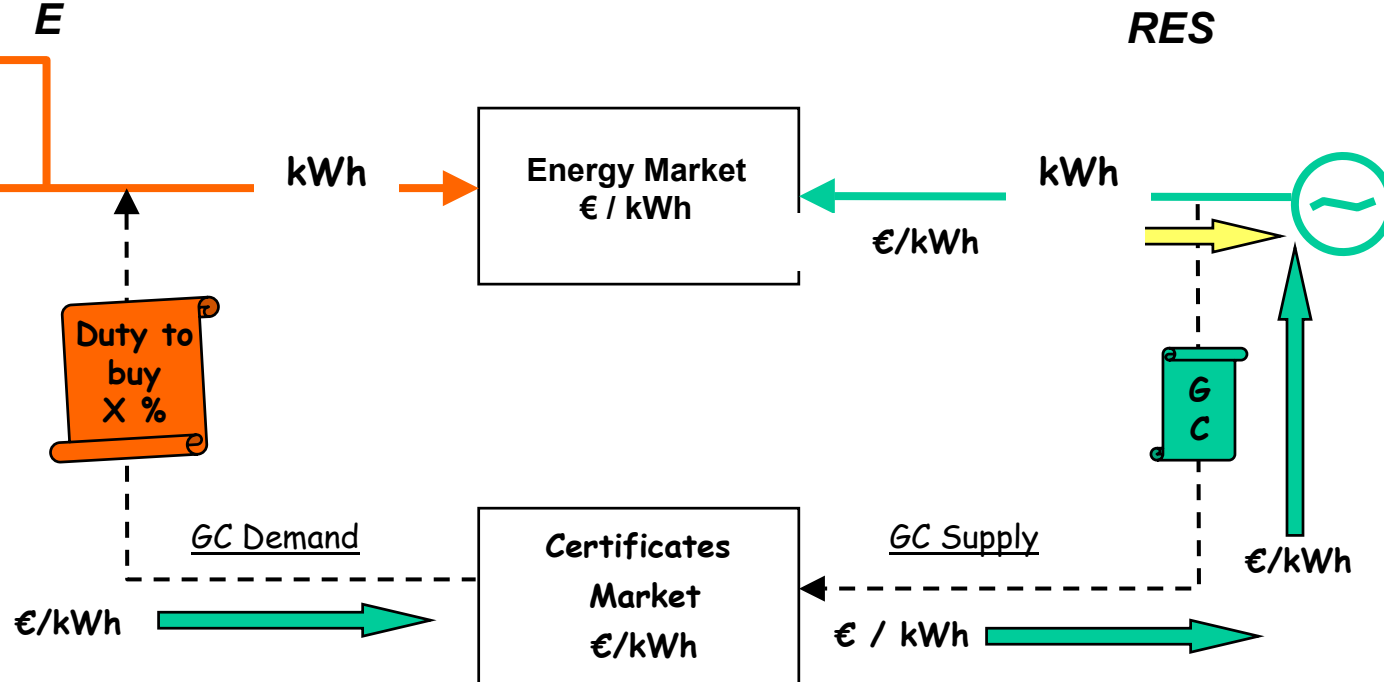 E
RES
kWh
Energy Market
€ / kWh
kWh
€/kWh
Duty to
buy
X %
G
C
GC Demand
Certificates
Market
€/kWh
GC Supply
€/kWh
€/kWh
€ / kWh